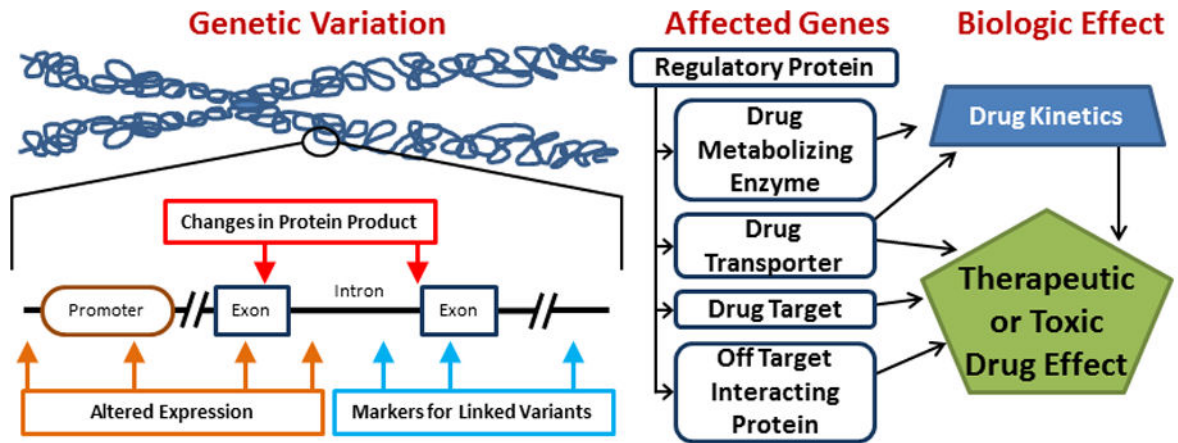 Genetic Variation
Changes in Protein Product
Promoter
Exon
Intron
Exon
Altered Expression
Markers for Linked Variants
Affected Genes
Regulatory Protein
Drug
Metabolizing
Enzyme
Drug
Transporter
Drug Target
Off Target
Interacting
Protein
Biologic Effect
Drug Kinetics
Therapeutic
or Toxic
Drug Effect